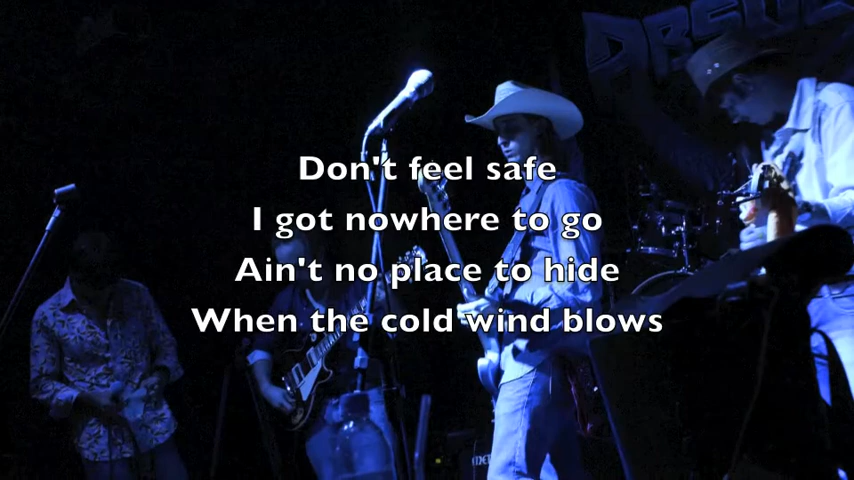 Don't feel safe
I got nowhere to go
Ain't no place to hide
When the cold wind blows